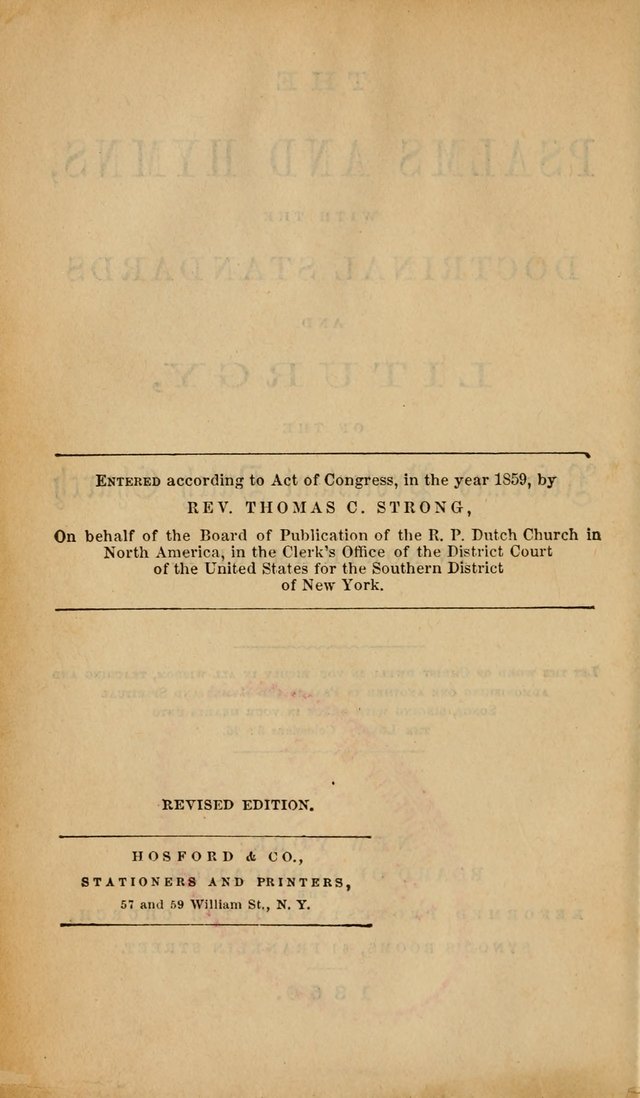 ENTERED according to Act of Congress, in the year 1859, by
REV. THOMAS C. STRONG,
On behalf of the Board of Publication of the R. P. Dutch Church in
North America, in the Clerk's Office of the District Court
of the United States for the Southern District
of New York.
REVISED EDITION.
HOSFORD & CO.,
STATIONERS AND PRINTERS,
57 and 59 William St., N. Y.